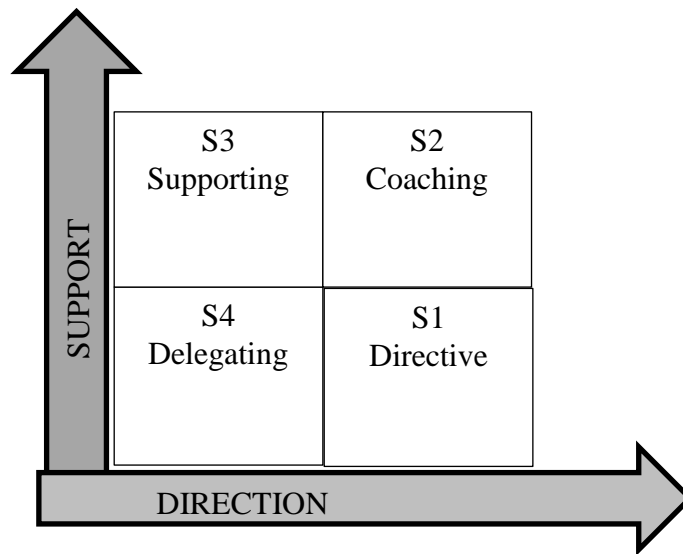 S3
Supporting
S2
Coaching
S4
Delegating
S1
Directive
SUPPORT
DIRECTION